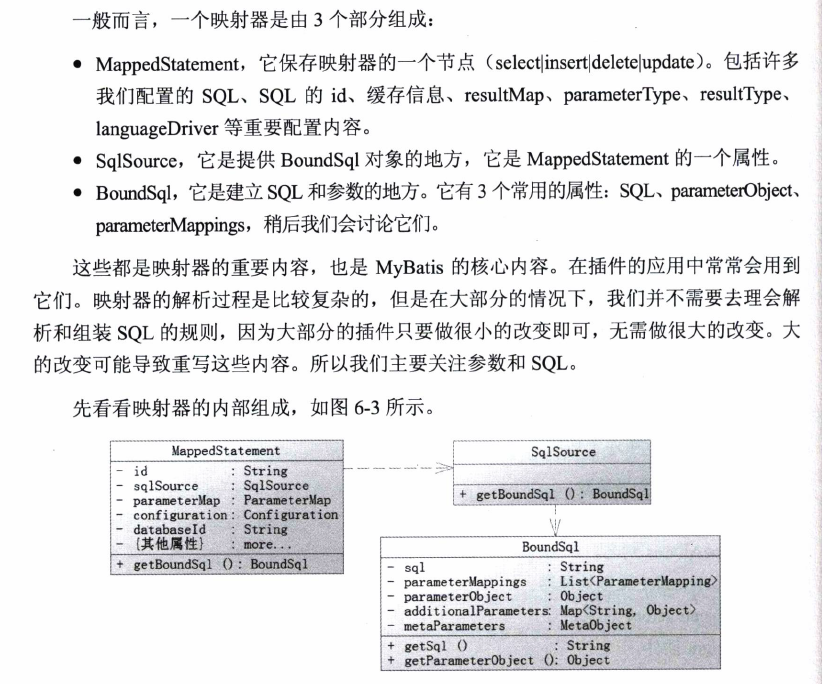 一般而言，一个映射器是由 3 个部分组成：
● MappedStatement，它保存映射器的一个节点（select|insert|delete|update）。包括许多
我们配置的 SQL、SQL 的 id、缓存信息、resultMap、parameterType、resultType、
languageDriver 等重要配置内容。
● SqlSource，它是提供 BoundSql 对象的地方，它是 MappedStatement 的一个属性。
● BoundSql，它是建立 SQL 和参数的地方。它有 3 个常用的属性：SQL、parameterObject、
parameterMappings，稍后我们会讨论它们。
这些都是映射器的重要内容，也是 MyBatis 的核心内容。在插件的应用中常常会用到
它们。映射器的解析过程是比较复杂的，但是在大部分的情况下，我们并不需要去理会解
析和组装 SQL 的规则，因为大部分的插件只要做很小的改变即可，无需做很大的改变。大
的改变可能导致重写这些内容。所以我们主要关注参数和 SQL。
先看看映射器的内部组成，如图 6-3 所示。
MappedStatement
- id : String
- sqlSource : SqlSource
- parameterMap : ParameterMap
- configuration : Configuration
- databaseId : String
- {其他属性} : more...
+ getBoundSql () : BoundSql
SqlSource
+ getBoundSql () : BoundSql
BoundSql
- sql : String
- parameterMappings : List<ParameterMapping>
- parameterObject : Object
- additionalParameters : Map<String, Object>
- metaParameters : MetaObject
+ getSql () : String
+ getParameterObject () : Object